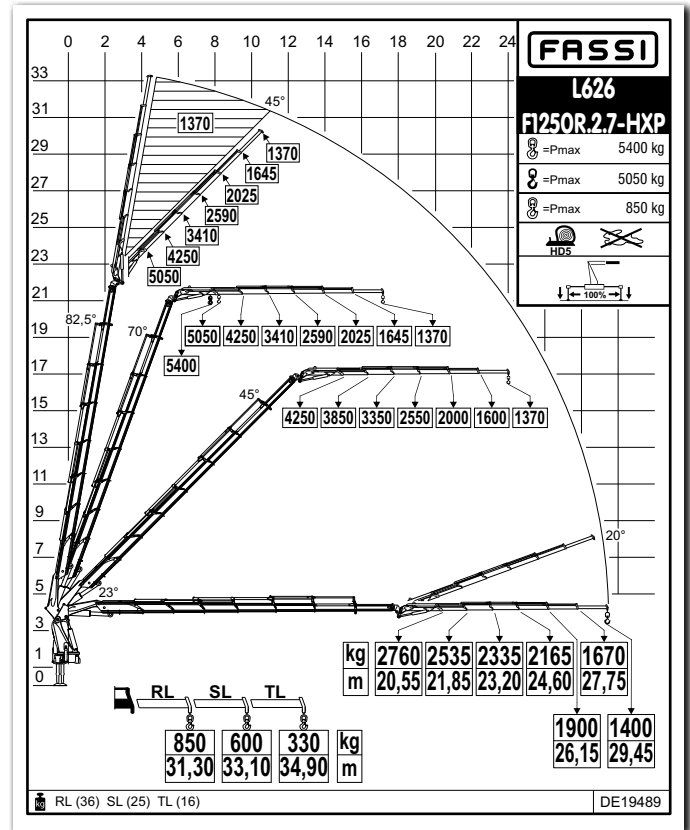 0 2 4 6 8 10 12 14 16 18 20 22 24
FASSI
L626
F1250R.2.7-HXP
=Pmax 5400 kg
=Pmax 5050 kg
=Pmax 850 kg
HD5
100%
33
31
29
27
25
23
21
19
17
15
13
11
9
7
5
3
1
0
45°
1370
1370
1645
2025
2590
3410
4250
5050
82,5°
70°
5050 4250 3410 2590 2025 1645 1370
5400
45°
4250 3850 3350 2550 2000 1600 1370
20°
23°
kg 2760 2535 2335 2165 1670
m 20,55 21,85 23,20 24,60 27,75
1900 1400
26,15 29,45
RL SL TL
850 600 330 kg
31,30 33,10 34,90 m
kg RL (36) SL (25) TL (16)
DE19489